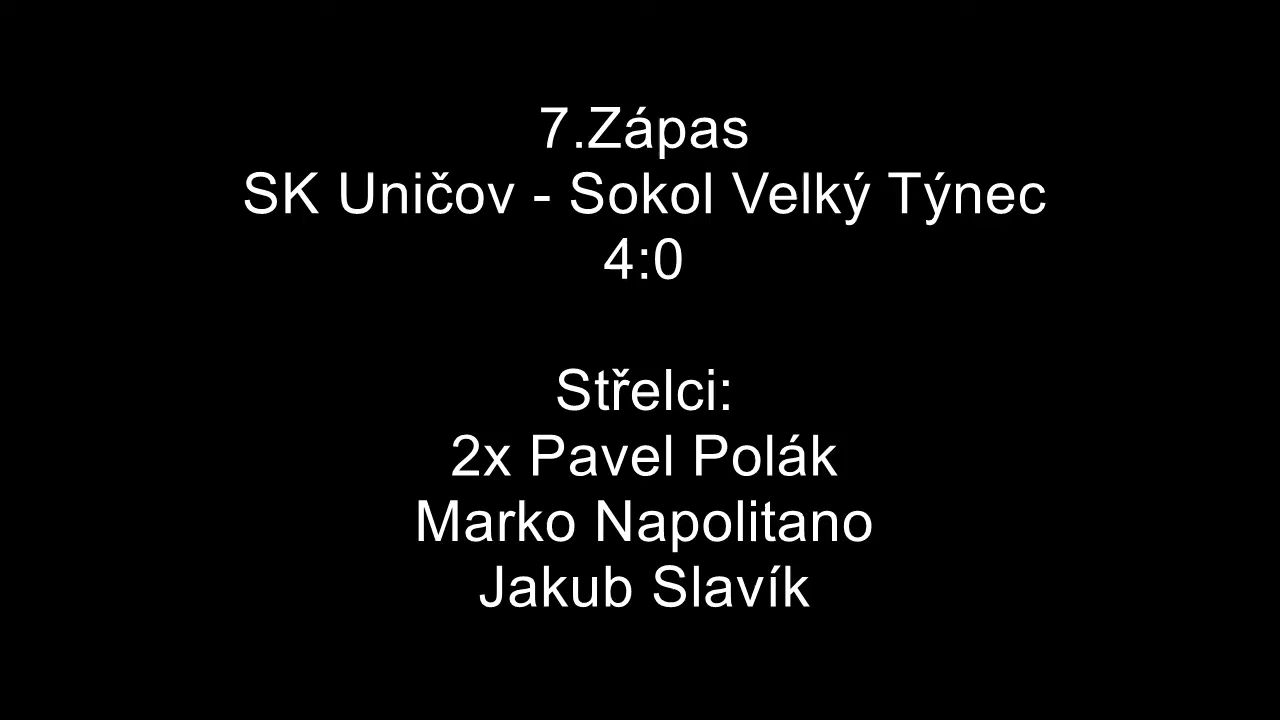 7.Zápas
SK Uničov - Sokol Velký Týnec
4:0
Střelci:
2x Pavel Polák
Marko Napolitano
Jakub Slavík